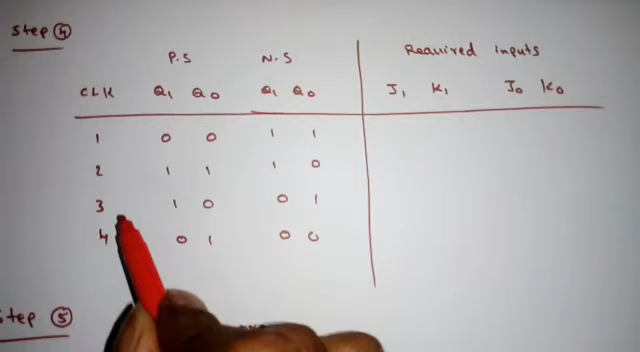 Step ④
P.S N.S Required inputs
CLK Q₁ Q₀ Q₁ Q₀ J₁ K₁ J₀ K₀
1 0 0 1 1
2 1 1 1 0
3 1 0 0 1
4 0 1 0 0
Step ⑤